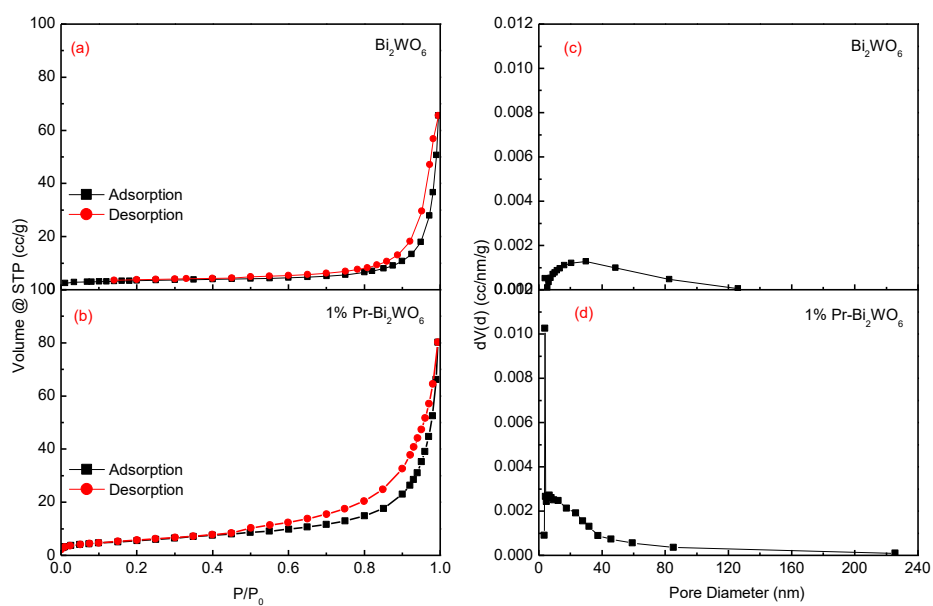 (a)
Bi₂WO₆
100
80
60
40
20
100
Adsorption
Desorption
(b)
1% Pr-Bi₂WO₆
80
60
40
20
0
Adsorption
Desorption
0.0
0.2
0.4
0.6
0.8
1.0
P/P₀
Volume @ STP (cc/g)
(c)
Bi₂WO₆
0.012
0.010
0.008
0.006
0.004
0.002
(d)
1% Pr-Bi₂WO₆
0.010
0.008
0.006
0.004
0.002
0.000
0
40
80
120
160
200
240
Pore Diameter (nm)
dV(d) (cc/nm/g)